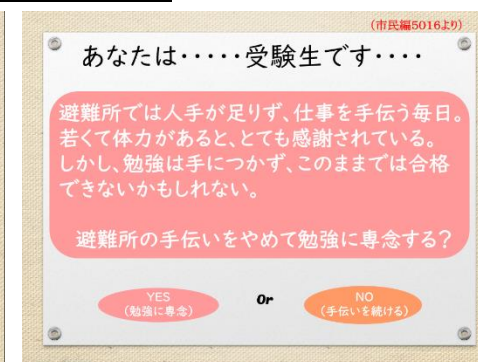 (市民編5016より)
あなたは・・・・・受験生です・・・・
避難所では人手が足りず、仕事を手伝う毎日。
若くて体力があると、とても感謝されている。
しかし、勉強は手につかず、このままでは合格
できないかもしれない。
避難所の手伝いをやめて勉強に専念する?
YES
(勉強に専念)
Or
NO
(手伝いを続ける)